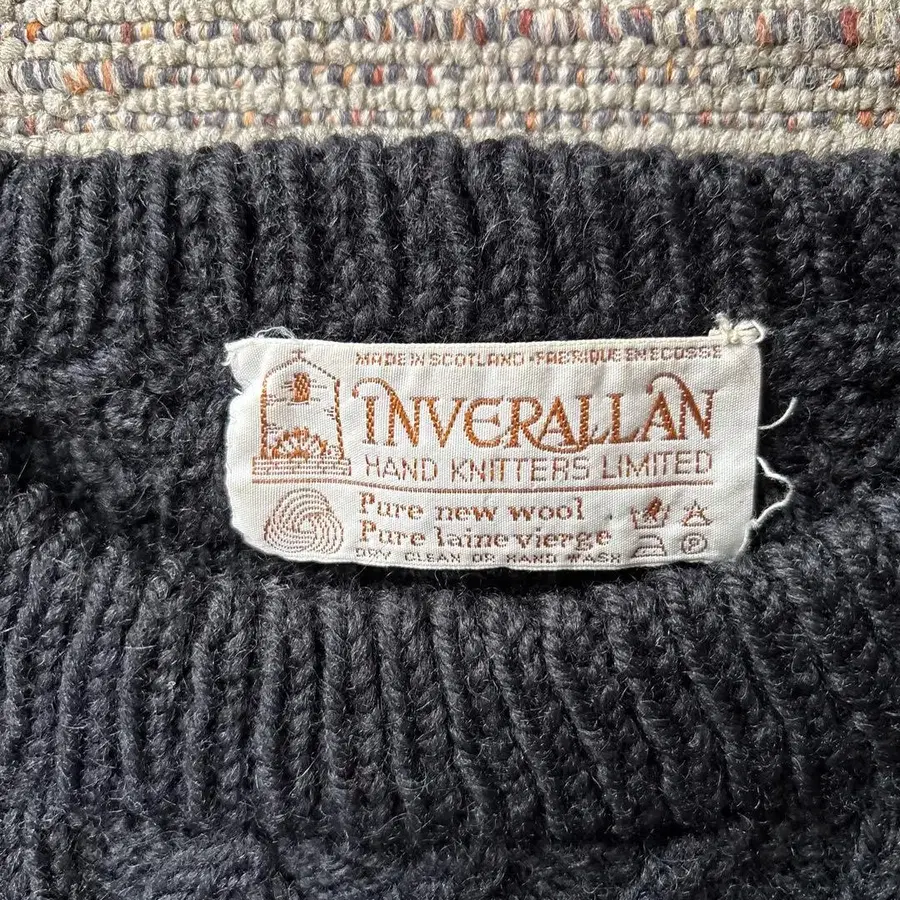 MADE IN SCOTLAND · FABRIQUE EN ECOSSE
INVERALLAN
HAND KNITTERS LIMITED
Pure new wool
Pure laine vierge
DRY CLEAN OR HAND WASH
P